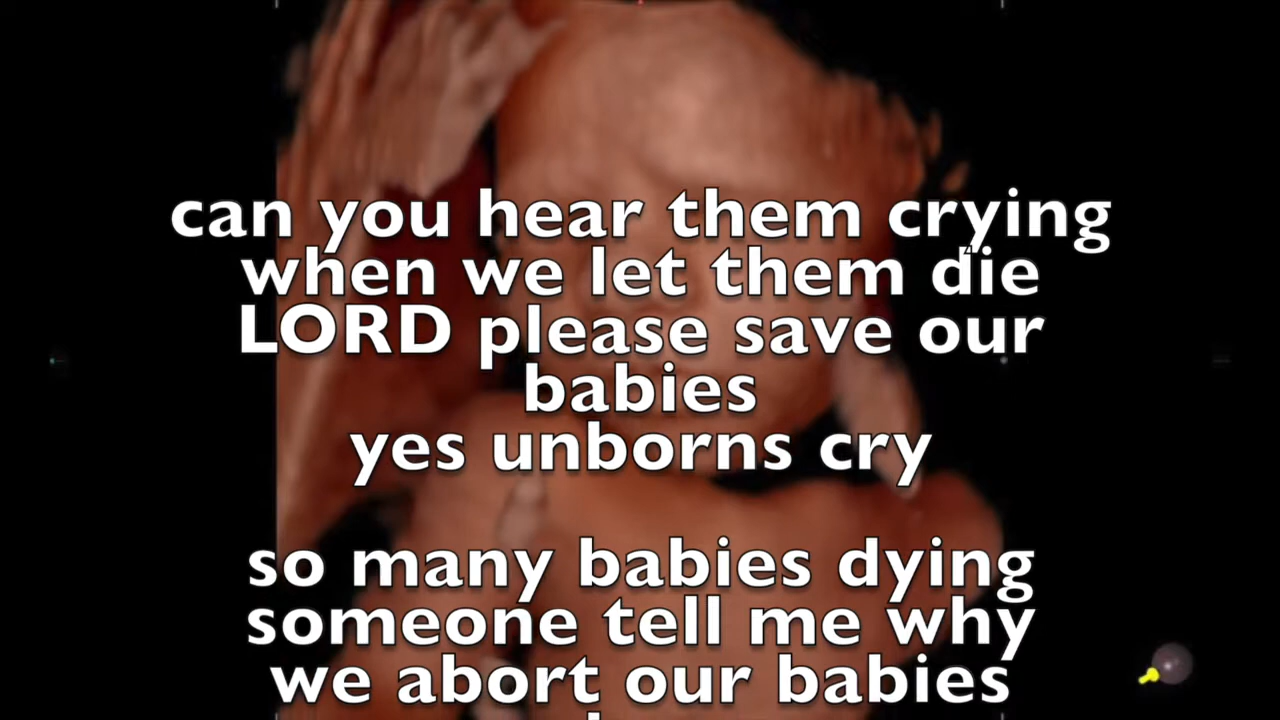 can you hear them crying
when we let them die
LORD please save our
babies
yes unborns cry
so many babies dying
someone tell me why
we abort our babies